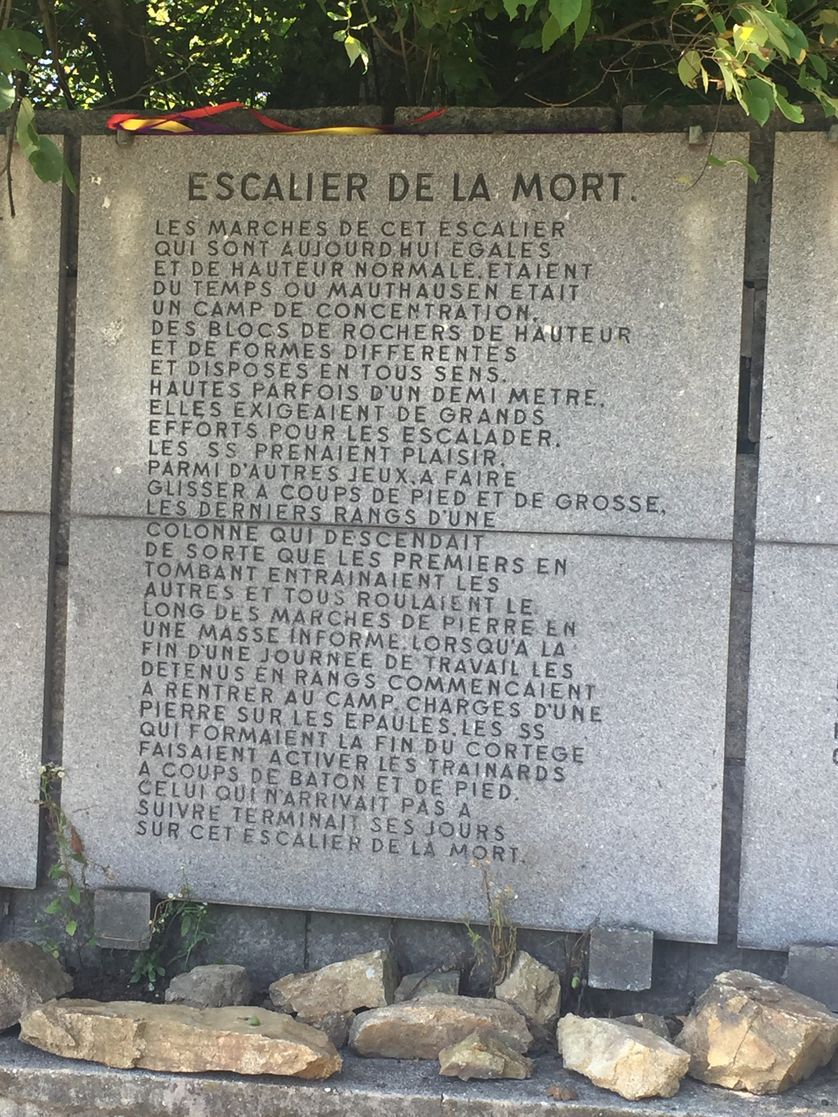 ESCALIER DE LA MORT.
LES MARCHES DE CET ESCALIER
QUI SONT AUJOURD'HUI EGALES
ET DE HAUTEUR NORMALE, ETAIENT
DU TEMPS OU MAUTHAUSEN ETAIT
UN CAMP DE CONCENTRATION,
DES BLOCS DE ROCHERS DE HAUTEUR
ET DE FORMES DIFFERENTES
ET DISPOSES EN TOUS SENS.
HAUTES PARFOIS D'UN DEMI METRE,
ELLES EXIGEAIENT DE GRANDS
EFFORTS POUR LES ESCALADER.
LES SS PRENAIENT PLAISIR,
PARMI D'AUTRES JEUX, A FAIRE
GLISSER A COUPS DE PIED ET DE GROSSE,
LES DERNIERS RANGS D'UNE
COLONNE QUI DESCENDAIT
DE SORTE QUE LES PREMIERS EN
TOMBANT ENTRAINAIENT LES
AUTRES ET TOUS ROULAIENT LE
LONG DES MARCHES DE PIERRE EN
UNE MASSE INFORME. LORSQU'A LA
FIN D'UNE JOURNEE DE TRAVAIL LES
DETENUS EN RANGS COMMENCAIENT
A RENTRER AU CAMP, CHARGES D'UNE
PIERRE SUR LES EPAULES, LES SS
QUI FORMAIENT LA FIN DU CORTEGE
FAISAIENT ACTIVER LES TRAINARDS
A COUPS DE BATON ET DE PIED.
CELUI QUI N'ARRIVAIT PAS A
SUIVRE TERMINAIT SES JOURS
SUR CET ESCALIER DE LA MORT.